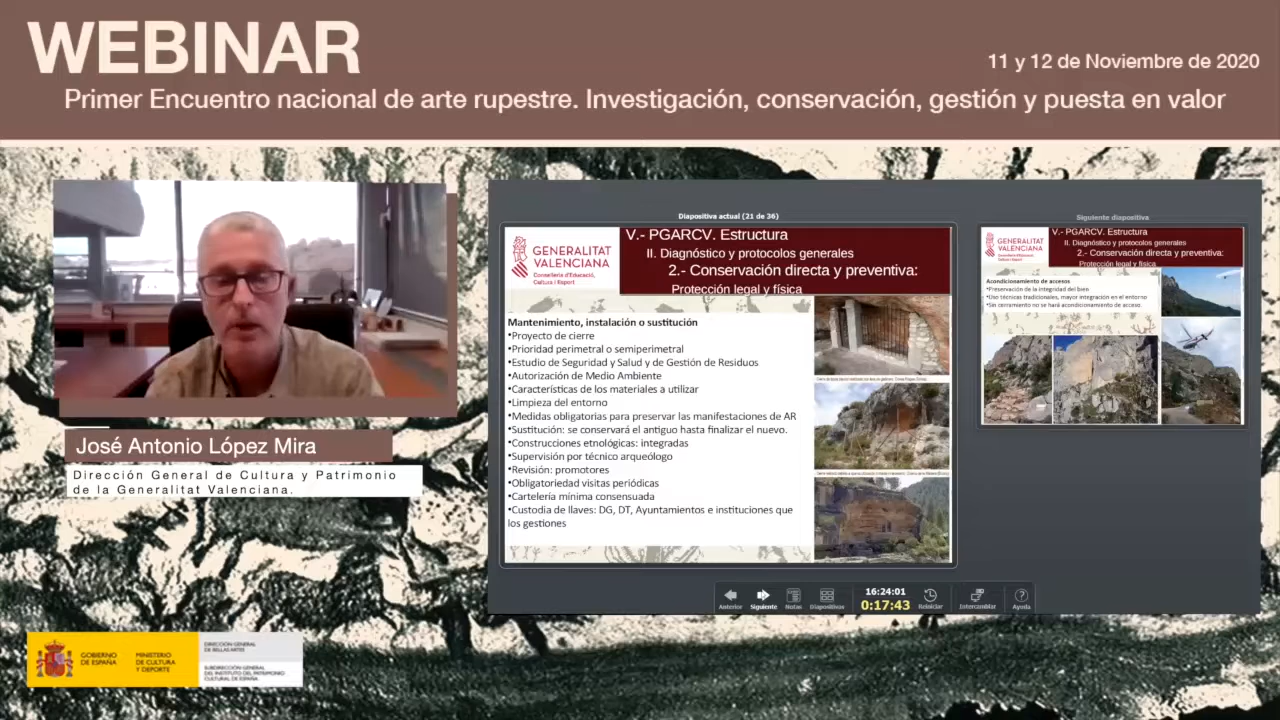 WEBINAR
11 y 12 de Noviembre de 2020
Primer Encuentro nacional de arte rupestre. Investigación, conservación, gestión y puesta en valor
José Antonio López Mira
Dirección General de Cultura y Patrimonio
de la Generalitat Valenciana.
Diapositiva actual (21 de 36)
GENERALITAT
VALENCIANA
Conselleria d'Educació,
Cultura i Esport
V.- PGARCV. Estructura
II. Diagnóstico y protocolos generales
2.- Conservación directa y preventiva:
Protección legal y física
Mantenimiento, instalación o sustitución
•Proyecto de cierre
•Prioridad perimetral o semiperimetral
•Estudio de Seguridad y Salud y de Gestión de Residuos
•Autorización de Medio Ambiente
•Características de los materiales a utilizar
•Limpieza del entorno
•Medidas obligatorias para preservar las manifestaciones de AR
•Sustitución: se conservará el antiguo hasta finalizar el nuevo.
•Construcciones etnológicas: integradas
•Supervisión por técnico arqueólogo
•Revisión: promotores
•Obligatoriedad visitas periódicas
•Cartelería mínima consensuada
•Custodia de llaves: DG, DT, Ayuntamientos e instituciones que
los gestiones
Siguiente diapositiva
GENERALITAT
VALENCIANA
Conselleria d'Educació,
Cultura i Esport
V.- PGARCV. Estructura
II. Diagnóstico y protocolos generales
2.- Conservación directa y preventiva:
Protección legal y física
Acondicionamiento de accesos
•Preservación de la integridad del bien
•Uso técnicas tradicionales, mayor integración en el entorno
•Sin cerramiento no se hará acondicionamiento de acceso.
Anterior
Siguiente
Notas
Diapositivas
16:24:01
0:17:43
Reiniciar
Intercambiar
Ayuda
GOBIERNO
DE ESPAÑA
MINISTERIO
DE CULTURA
Y DEPORTE
DIRECCIÓN GENERAL
DE BELLAS ARTES
SUBDIRECCIÓN GENERAL
DEL INSTITUTO DEL PATRIMONIO
CULTURAL DE ESPAÑA